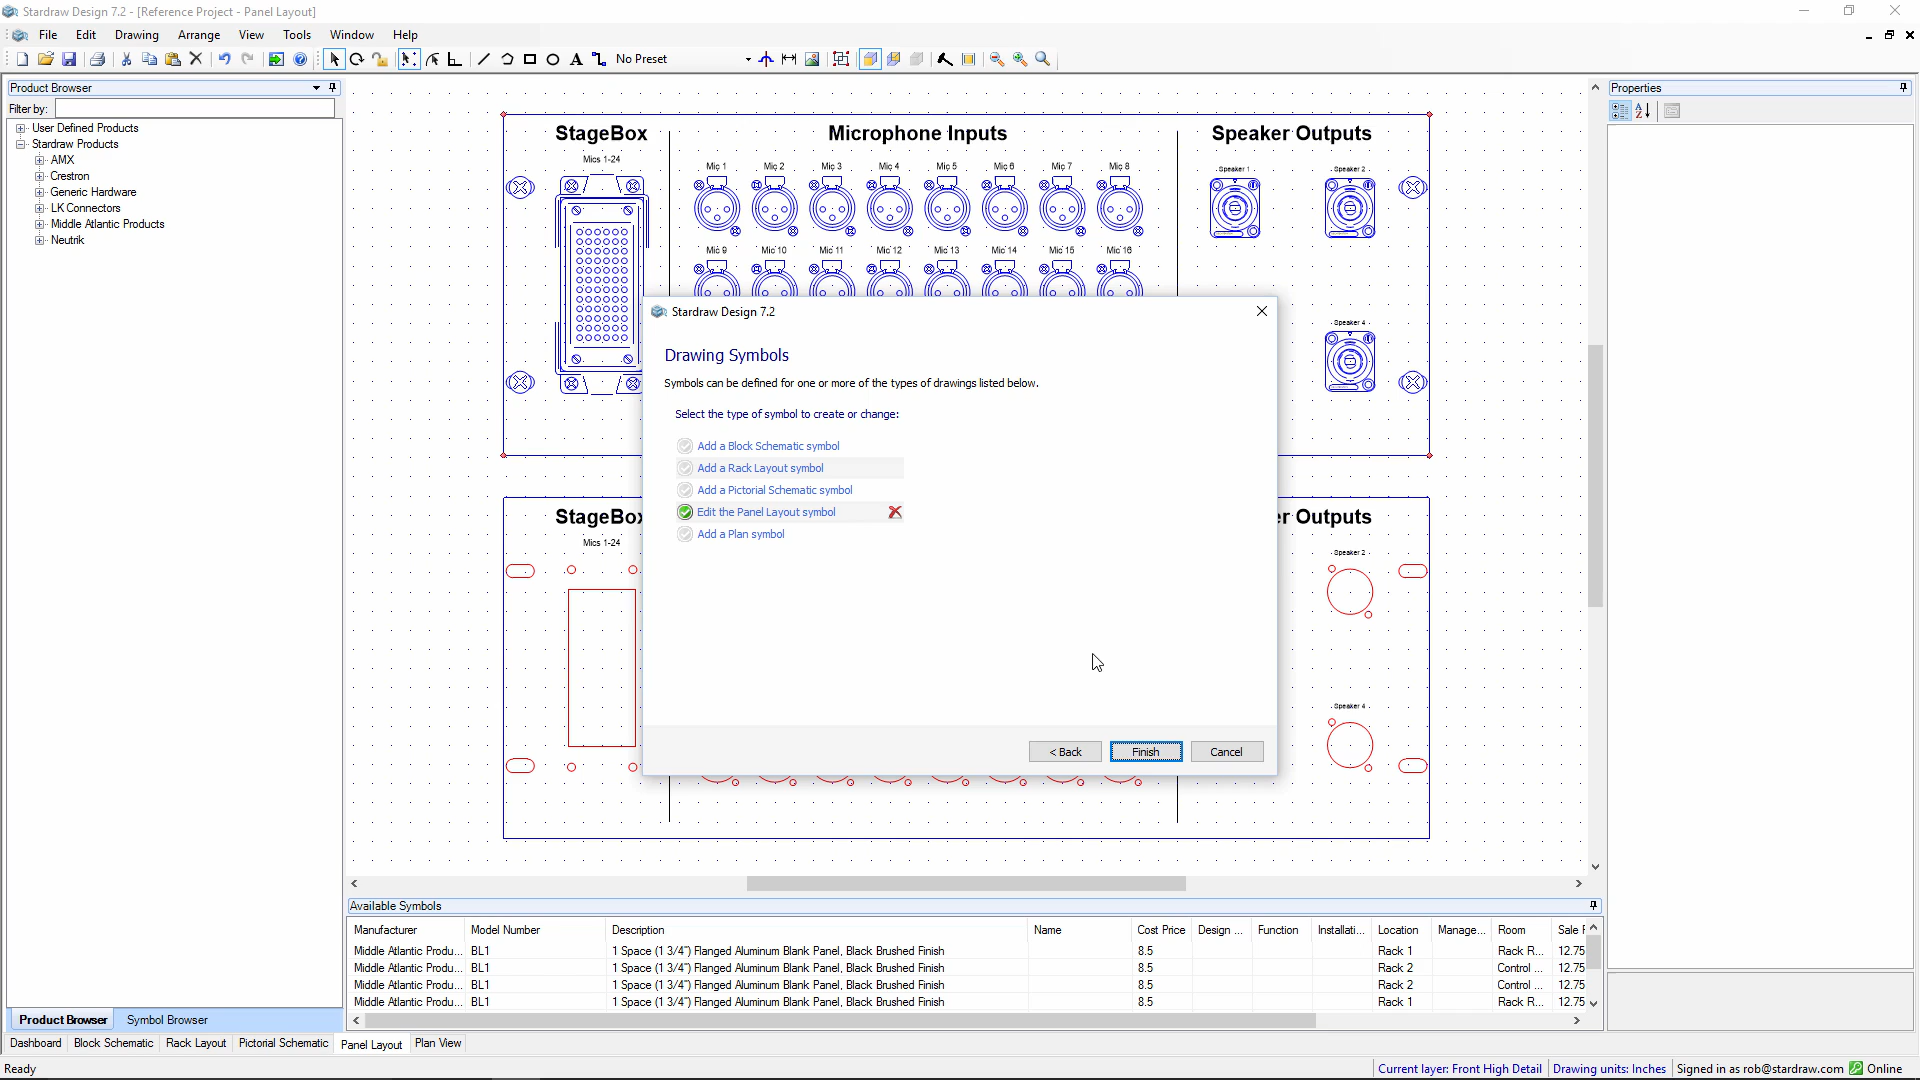 Stardraw Design 7.2 - [Reference Project - Panel Layout]
File Edit Drawing Arrange View Tools Window Help
No Preset
Product Browser
Filter by:
User Defined Products
Stardraw Products
AMX
Crestron
Generic Hardware
LK Connectors
Middle Atlantic Products
Neutrik
Product Browser Symbol Browser
StageBox Microphone Inputs Speaker Outputs
Mics 1-24
Mic 1 Mic 2 Mic 3 Mic 4 Mic 5 Mic 6 Mic 7 Mic 8
Speaker 1 Speaker 2
Mic 9 Mic 10 Mic 11 Mic 12 Mic 13 Mic 14 Mic 15 Mic 16
Speaker 4
Stardraw Design 7.2
Drawing Symbols
Symbols can be defined for one or more of the types of drawings listed below.
Select the type of symbol to create or change:
Add a Block Schematic symbol
Add a Rack Layout symbol
Add a Pictorial Schematic symbol
Edit the Panel Layout symbol
Add a Plan symbol
< Back Finish Cancel
StageBox er Outputs
Mics 1-24
Speaker 2
Speaker 4
Properties
Available Symbols
Manufacturer Model Number Description Name Cost Price Design ... Function Installati... Location Manage... Room Sale F
Middle Atlantic Produ... BL1 1 Space (1 3/4") Flanged Aluminum Blank Panel, Black Brushed Finish 8.5 Rack 1 Rack R... 12.75
Middle Atlantic Produ... BL1 1 Space (1 3/4") Flanged Aluminum Blank Panel, Black Brushed Finish 8.5 Rack 2 Control ... 12.75
Middle Atlantic Produ... BL1 1 Space (1 3/4") Flanged Aluminum Blank Panel, Black Brushed Finish 8.5 Rack 2 Control ... 12.75
Middle Atlantic Produ... BL1 1 Space (1 3/4") Flanged Aluminum Blank Panel, Black Brushed Finish 8.5 Rack 1 Rack R... 12.75
Dashboard Block Schematic Rack Layout Pictorial Schematic Panel Layout Plan View
Ready Current layer: Front High Detail Drawing units: Inches Signed in as rob@stardraw.com Online